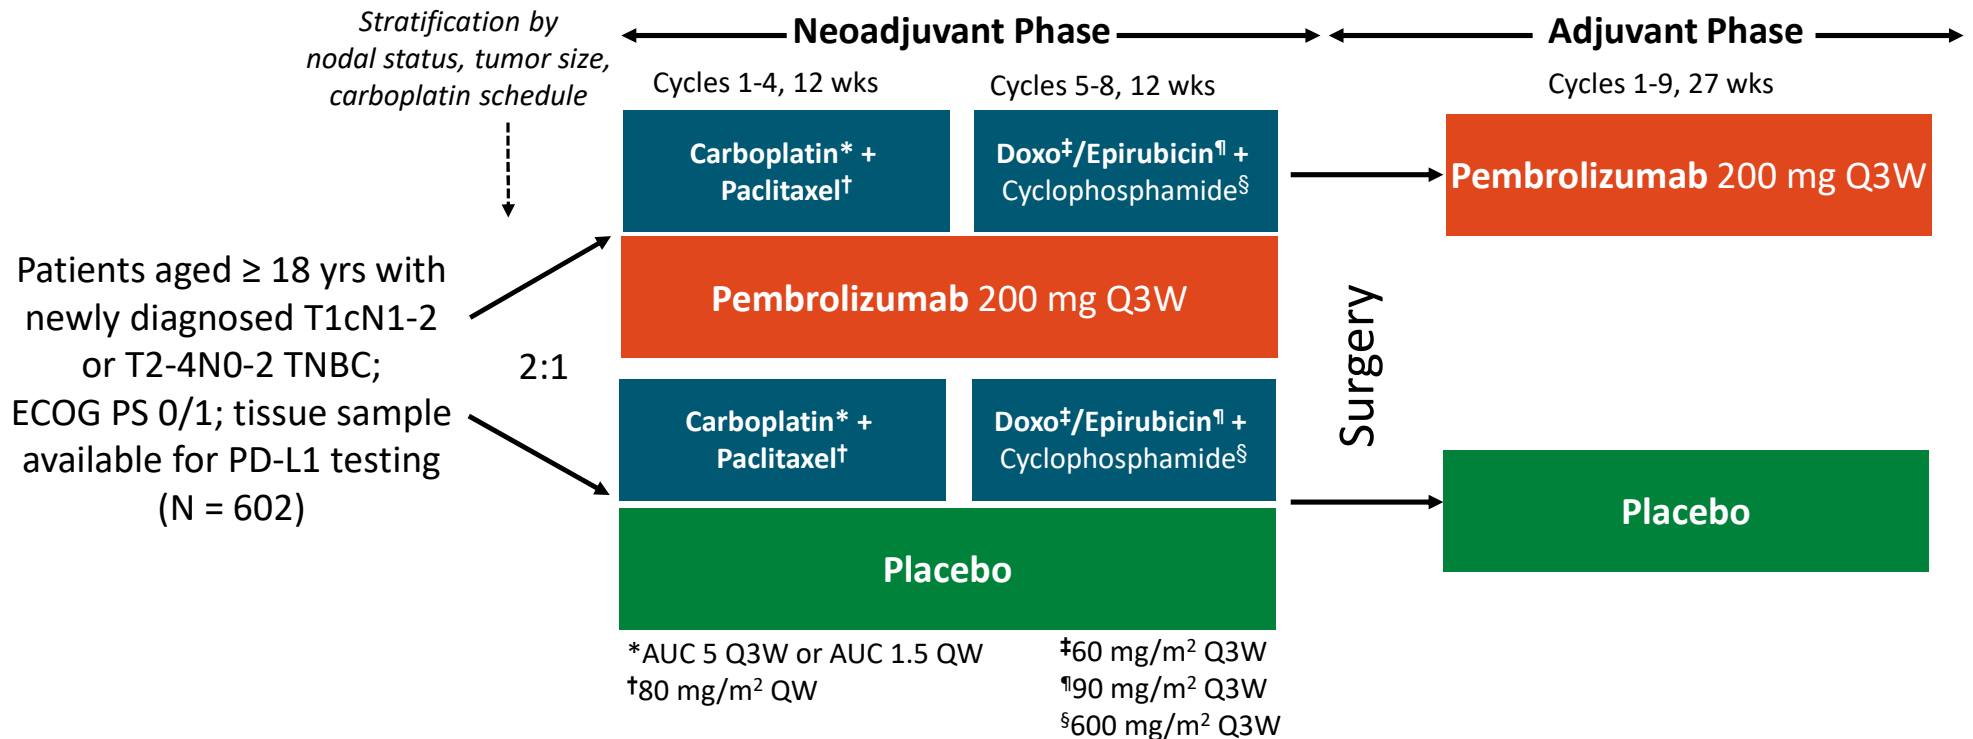 Stratification by
nodal status, tumor size,
carboplatin schedule
Neoadjuvant Phase
Adjuvant Phase
Cycles 1-4, 12 wks
Cycles 5-8, 12 wks
Cycles 1-9, 27 wks
Carboplatin* +
Paclitaxel†
Doxo‡/Epirubicin¶ +
Cyclophosphamide§
Pembrolizumab 200 mg Q3W
Pembrolizumab 200 mg Q3W
Patients aged ≥ 18 yrs with
newly diagnosed T1cN1-2
or T2-4N0-2 TNBC;
ECOG PS 0/1; tissue sample
available for PD-L1 testing
(N = 602)
2:1
Carboplatin* +
Paclitaxel†
Doxo‡/Epirubicin¶ +
Cyclophosphamide§
Placebo
Surgery
Placebo
*AUC 5 Q3W or AUC 1.5 QW
†80 mg/m² QW
‡60 mg/m² Q3W
¶90 mg/m² Q3W
§600 mg/m² Q3W